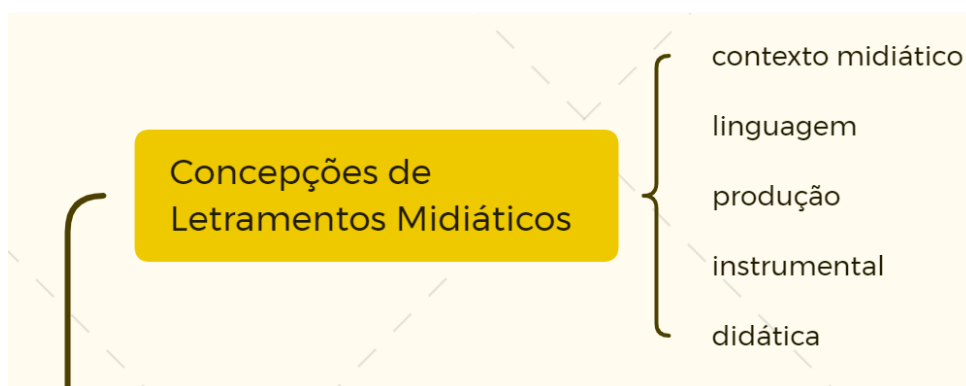 Concepções de
Letramentos Midiáticos
contexto midiático
linguagem
produção
instrumental
didática